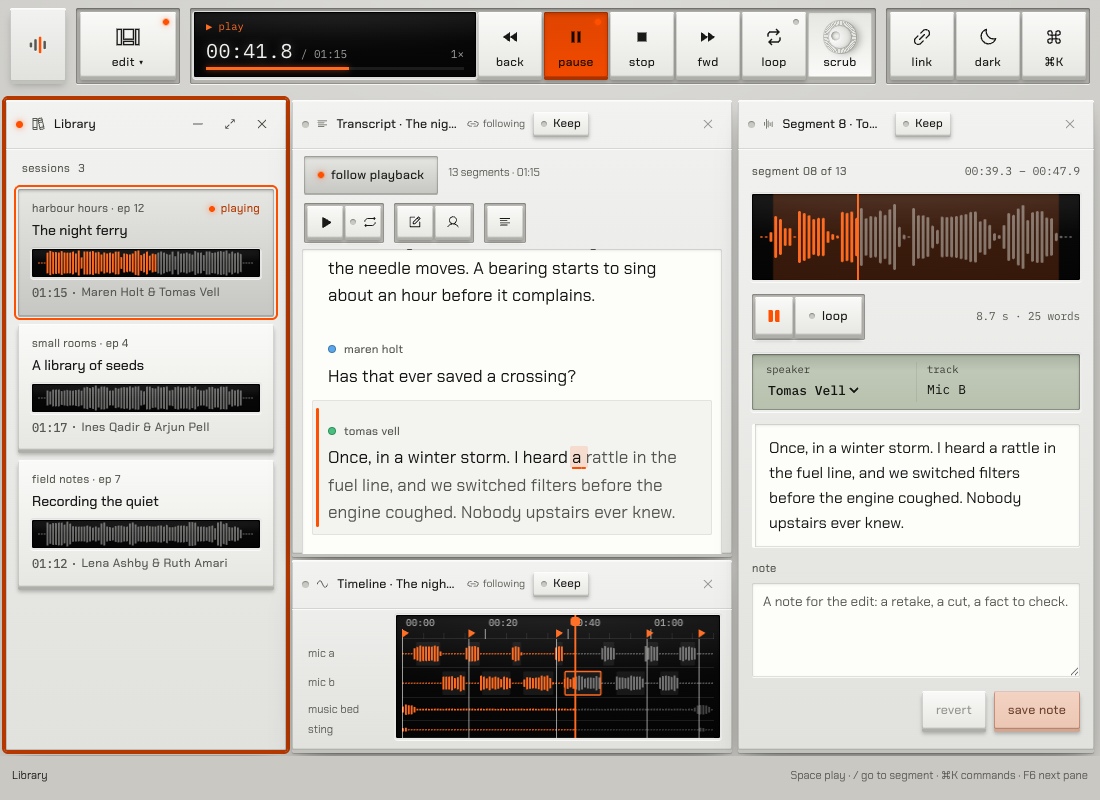 edit ▾
▶ play
00:41.8 / 01:15 1×
back
pause
stop
fwd
loop
scrub
link
dark
⌘K
Library
sessions 3
harbour hours · ep 12 playing
The night ferry
01:15 · Maren Holt & Tomas Vell
small rooms · ep 4
A library of seeds
01:17 · Ines Qadir & Arjun Pell
field notes · ep 7
Recording the quiet
01:12 · Lena Ashby & Ruth Amari
Transcript · The nig… following Keep
follow playback 13 segments · 01:15
the needle moves. A bearing starts to sing
about an hour before it complains.
maren holt
Has that ever saved a crossing?
tomas vell
Once, in a winter storm. I heard a rattle in the
fuel line, and we switched filters before the
engine coughed. Nobody upstairs ever knew.
Timeline · The nigh… following Keep
00:00 00:20 0:40 01:00
mic a
mic b
music bed
sting
Segment 8 · To… Keep
segment 08 of 13 00:39.3 – 00:47.9
loop 8.7 s · 25 words
speaker track
Tomas Vell Mic B
Once, in a winter storm. I heard a rattle in
the fuel line, and we switched filters
before the engine coughed. Nobody
upstairs ever knew.
note
A note for the edit: a retake, a cut, a fact to check.
revert save note
Library
Space play · / go to segment · ⌘K commands · F6 next pane